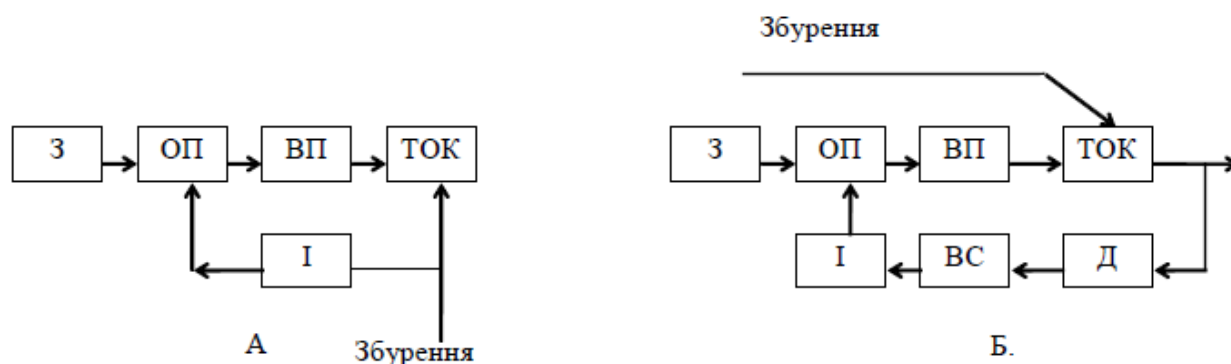 Збурення
З ОП ВП ТОК
І
А Збурення
З ОП ВП ТОК
І ВС Д
Б.